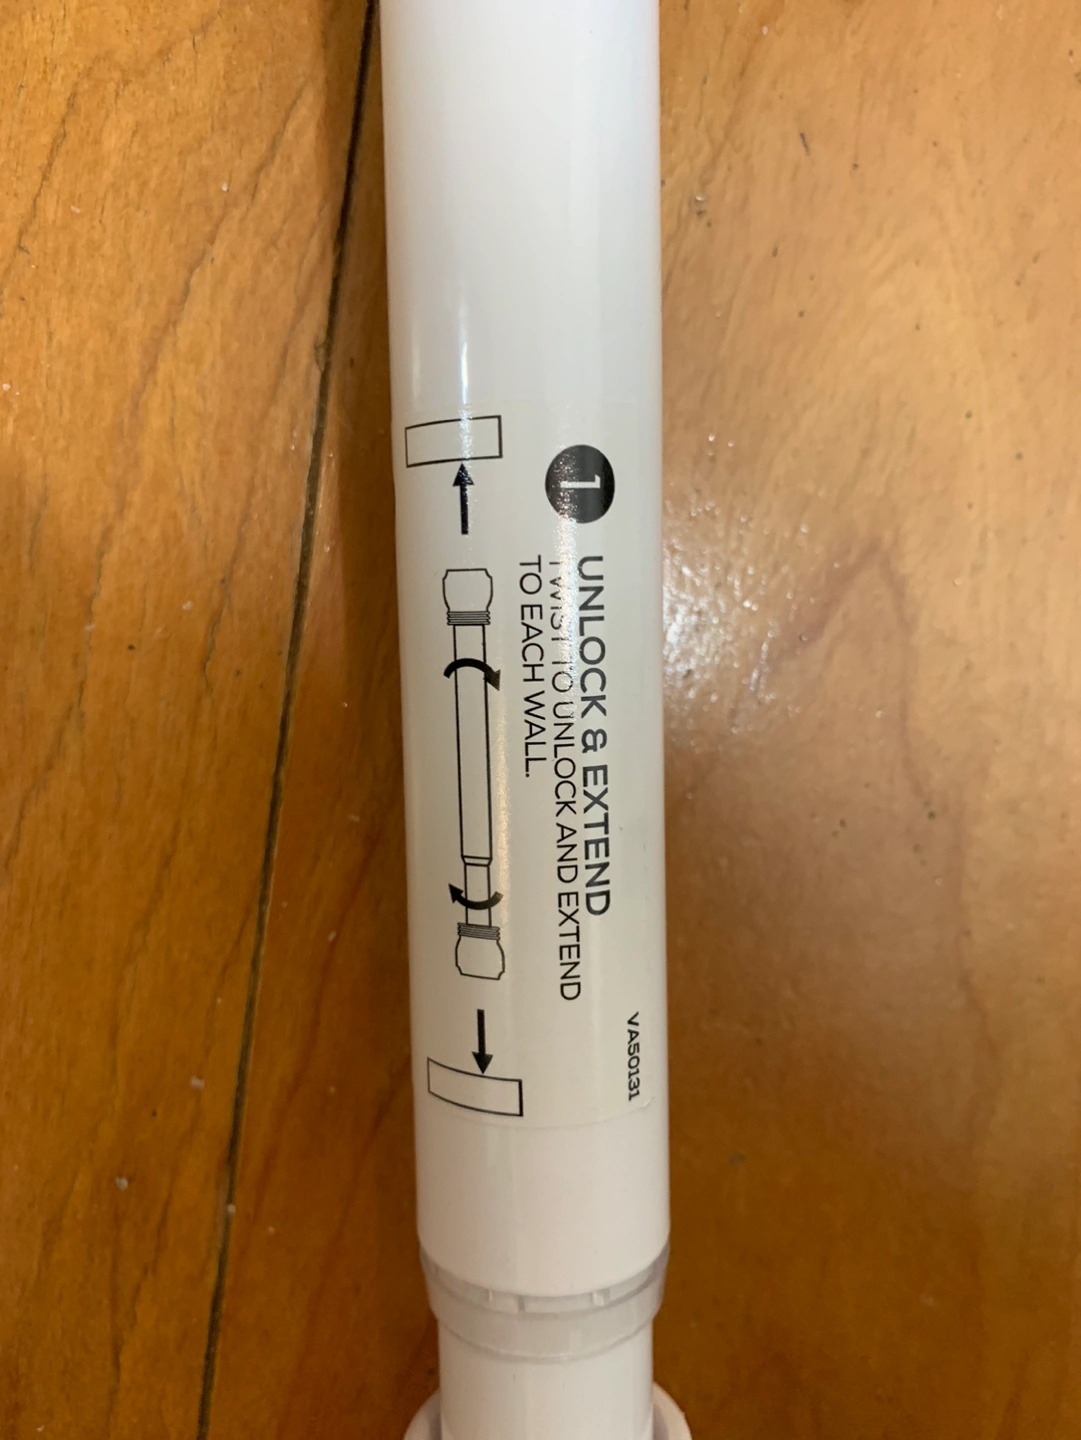 1
UNLOCK & EXTEND
TWIST TO UNLOCK AND EXTEND
TO EACH WALL.
VA50131